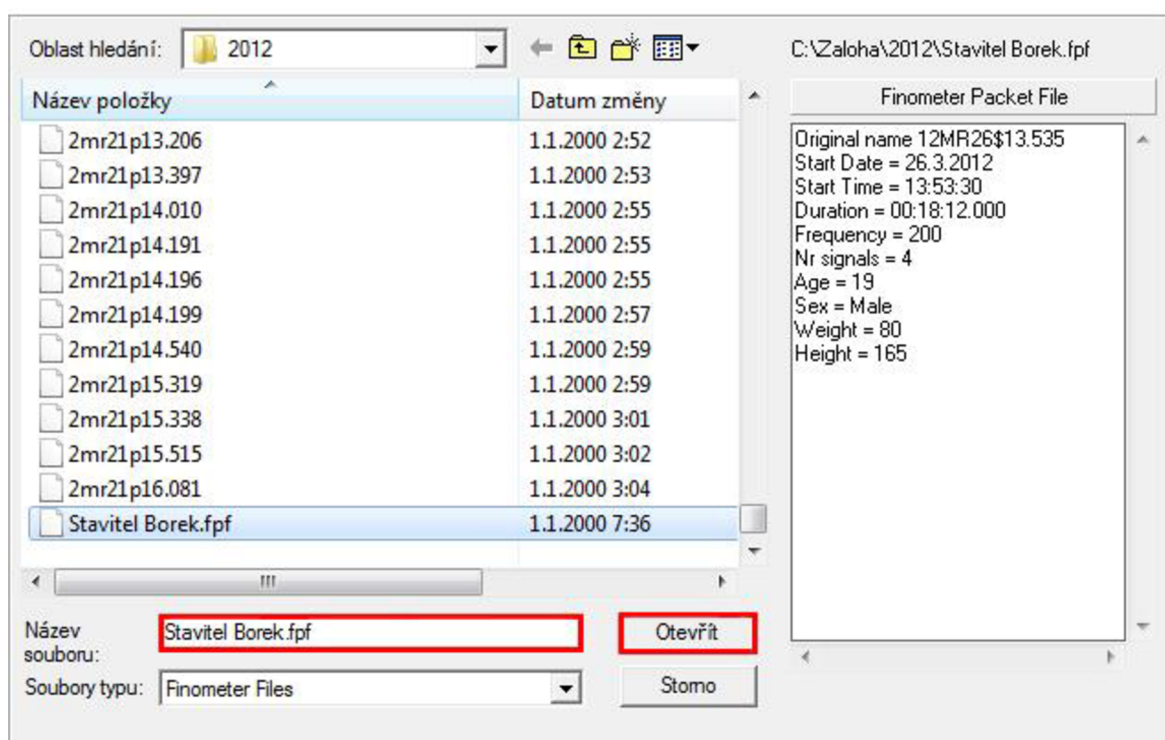 Oblast hledání: 2012 C:\Zaloha\2012\Stavitel Borek.fpf
Název položky Datum změny
2mr21p13.206 1.1.2000 2:52
2mr21p13.397 1.1.2000 2:53
2mr21p14.010 1.1.2000 2:55
2mr21p14.191 1.1.2000 2:55
2mr21p14.196 1.1.2000 2:55
2mr21p14.199 1.1.2000 2:57
2mr21p14.540 1.1.2000 2:59
2mr21p15.319 1.1.2000 2:59
2mr21p15.338 1.1.2000 3:01
2mr21p15.515 1.1.2000 3:02
2mr21p16.081 1.1.2000 3:04
Stavitel Borek.fpf 1.1.2000 7:36
Název
souboru:
Stavitel Borek.fpf Otevřít
Soubory typu: Finometer Files Storno
Finometer Packet File
Original name 12MR26$13.535
Start Date = 26.3.2012
Start Time = 13:53:30
Duration = 00:18:12.000
Frequency = 200
Nr signals = 4
Age = 19
Sex = Male
Weight = 80
Height = 165